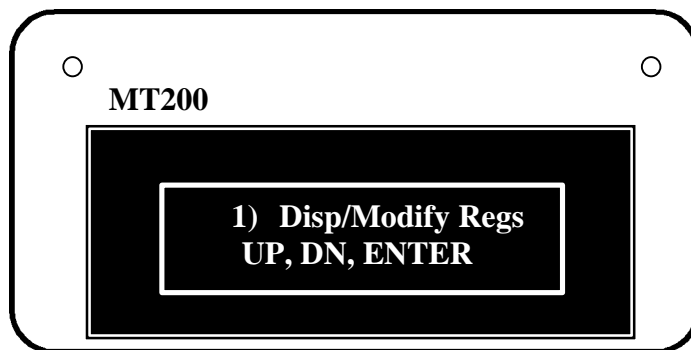 MT200
1) Disp/Modify Regs
UP, DN, ENTER